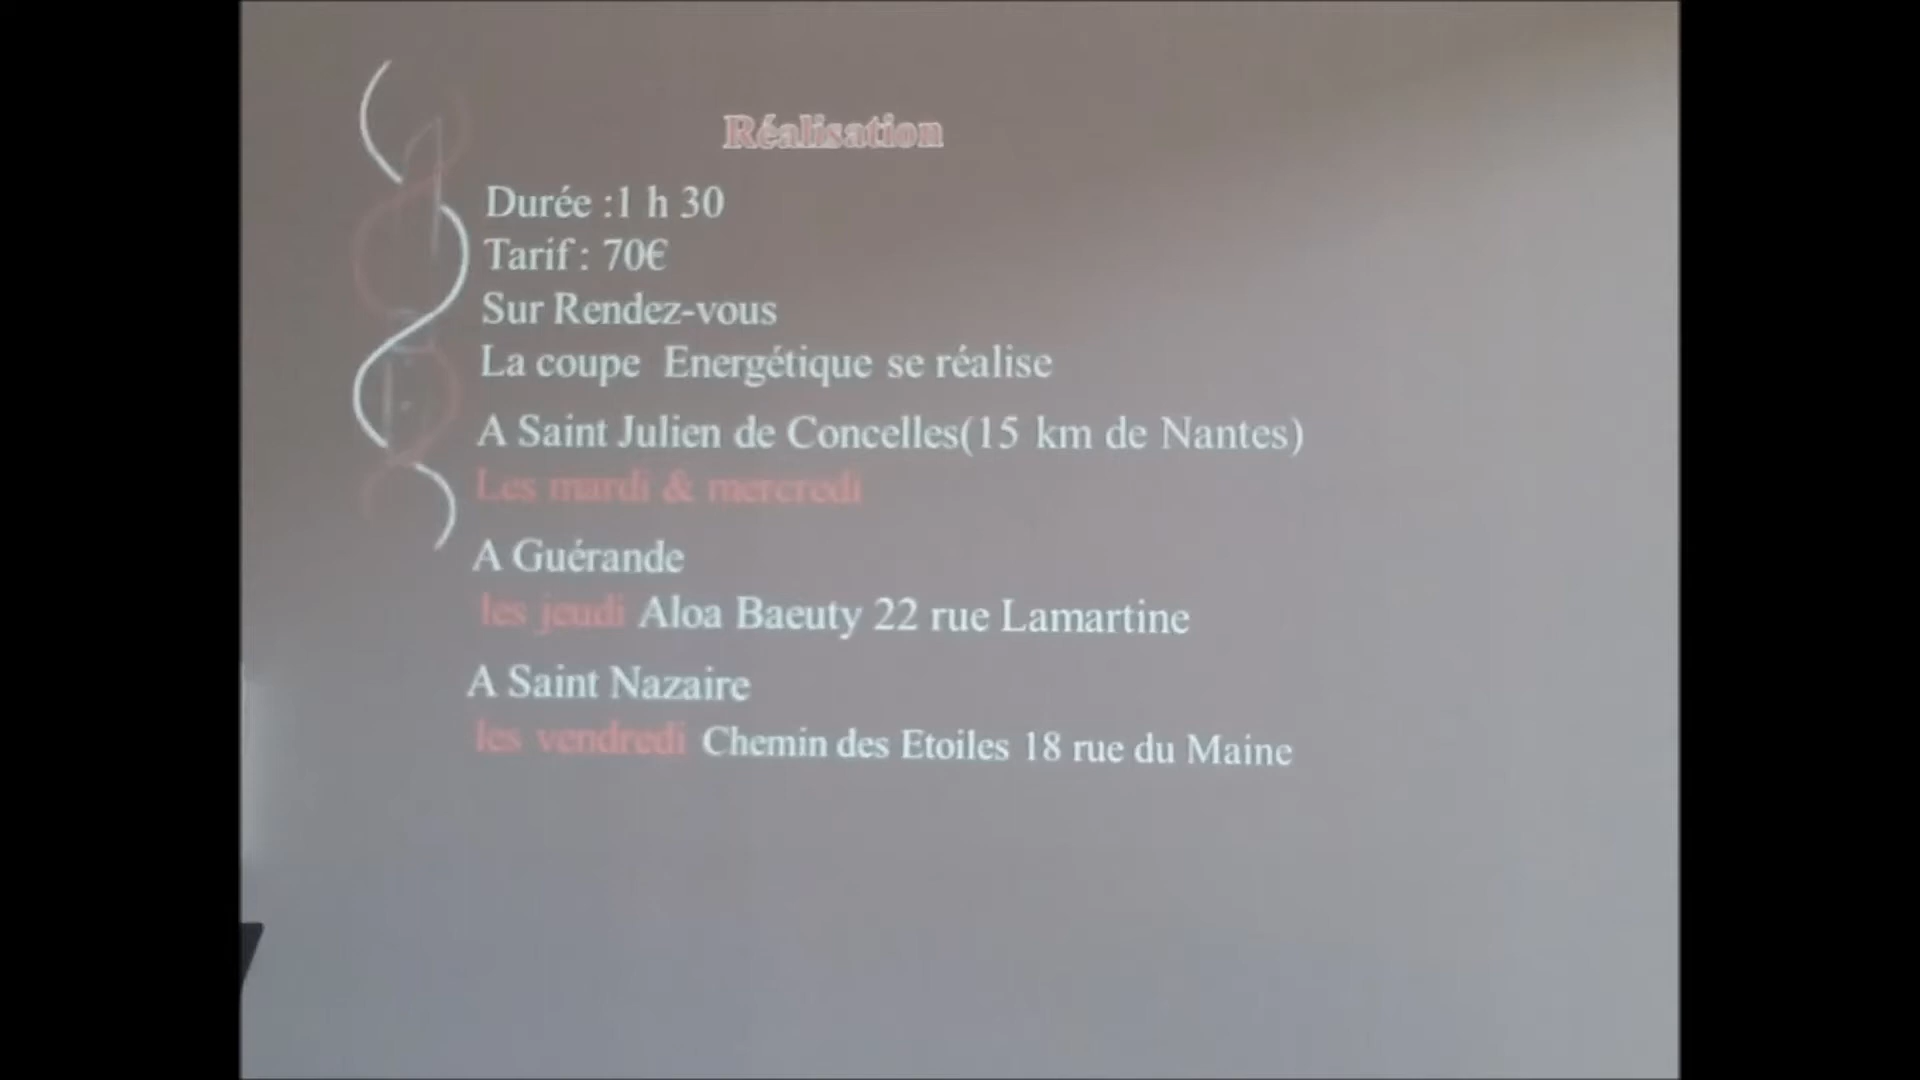 Réalisation
Durée :1 h 30
Tarif : 70€
Sur Rendez-vous
La coupe Energétique se réalise
A Saint Julien de Concelles(15 km de Nantes)
Les mardi & mercredi
A Guérande
les jeudi Aloa Baeuty 22 rue Lamartine
A Saint Nazaire
les vendredi Chemin des Etoiles 18 rue du Maine